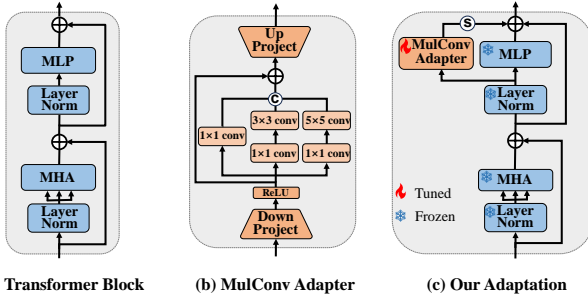 MLP
Layer
Norm
MHA
Layer
Norm
Transformer Block
Up
Project
C
3×3 conv
5×5 conv
1×1 conv
1×1 conv
1×1 conv
ReLU
Down
Project
(b) MulConv Adapter
S
MulConv
Adapter
MLP
Layer
Norm
MHA
Layer
Norm
Tuned
Frozen
(c) Our Adaptation